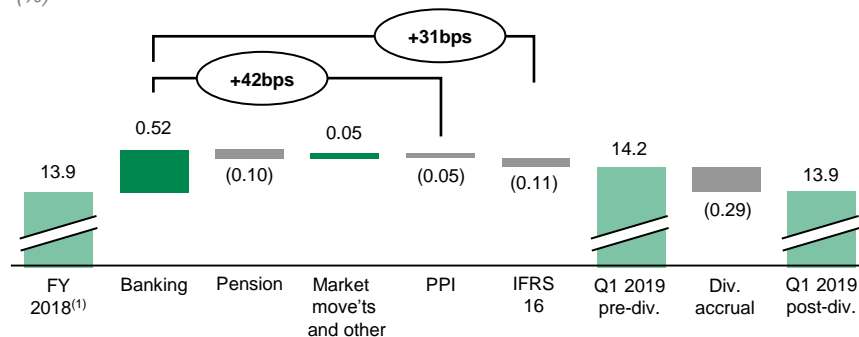 (%)
+31bps
+42bps
0.52
0.05
13.9
(0.10)
(0.05)
(0.11)
14.2
(0.29)
13.9
FY
2018(1)
Banking
Pension
Market
move'ts
and other
PPI
IFRS
16
Q1 2019
pre-div.
Div.
accrual
Q1 2019
post-div.